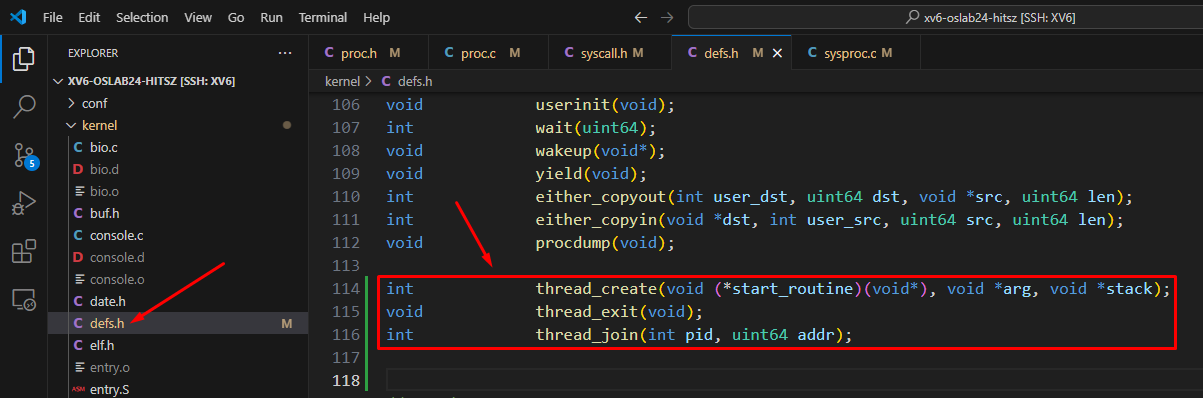 File Edit Selection View Go Run Terminal Help
xv6-oslab24-hitsz [SSH: XV6]
EXPLORER ...
proc.h M
proc.c M
syscall.h M
defs.h M
sysproc.c M
kernel > C defs.h
XV6-OSLAB24-HITSZ [SSH: XV6]
conf
kernel
C bio.c
D bio.d
bio.o
C buf.h
C console.c
D console.d
console.o
C date.h
C defs.h M
C elf.h
entry.o
ASM entry.S
5
106 void userinit(void);
107 int wait(uint64);
108 void wakeup(void*);
109 void yield(void);
110 int either_copyout(int user_dst, uint64 dst, void *src, uint64 len);
111 int either_copyin(void *dst, int user_src, uint64 src, uint64 len);
112 void procdump(void);
113
114 int thread_create(void (*start_routine)(void*), void *arg, void *stack);
115 void thread_exit(void);
116 int thread_join(int pid, uint64 addr);
117
118